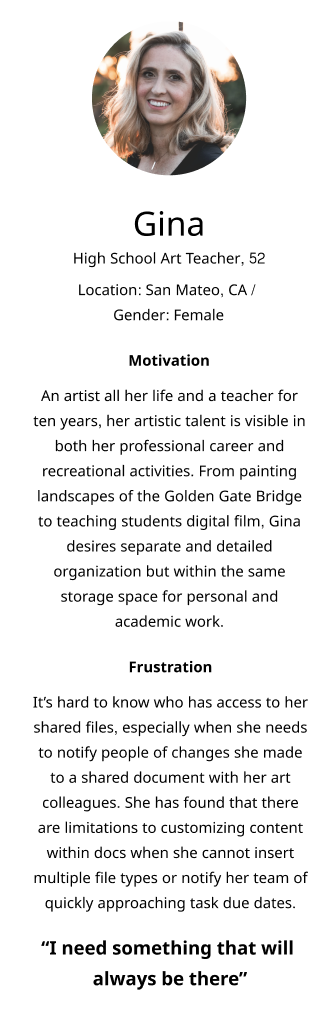 Gina
High School Art Teacher, 52
Location: San Mateo, CA /
Gender: Female
Motivation
An artist all her life and a teacher for
ten years, her artistic talent is visible in
both her professional career and
recreational activities. From painting
landscapes of the Golden Gate Bridge
to teaching students digital film, Gina
desires separate and detailed
organization but within the same
storage space for personal and
academic work.
Frustration
It’s hard to know who has access to her
shared files, especially when she needs
to notify people of changes she made
to a shared document with her art
colleagues. She has found that there
are limitations to customizing content
within docs when she cannot insert
multiple file types or notify her team of
quickly approaching task due dates.
“I need something that will
always be there”